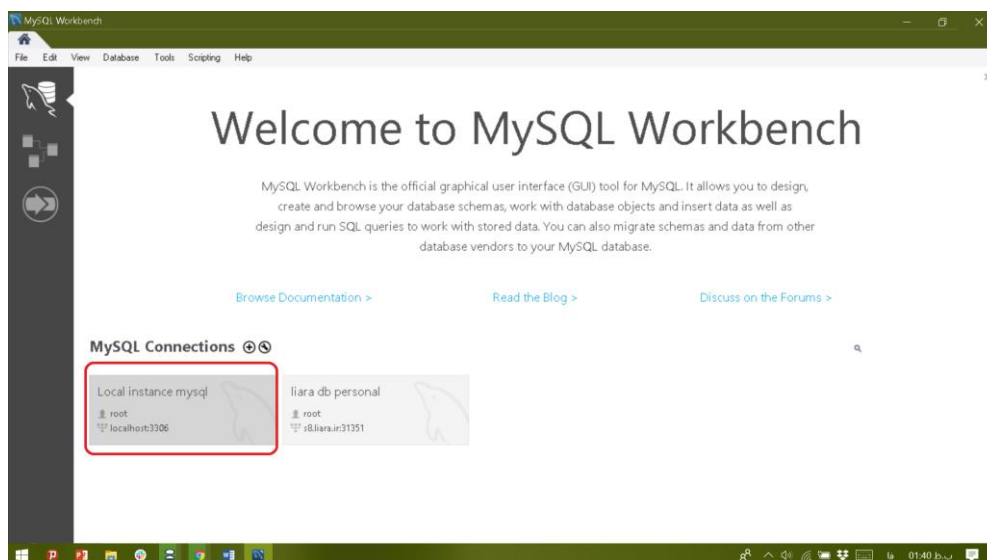 MySQL Workbench
File Edit View Database Tools Scripting Help
Welcome to MySQL Workbench
MySQL Workbench is the official graphical user interface (GUI) tool for MySQL. It allows you to design,
create and browse your database schemas, work with database objects and insert data as well as
design and run SQL queries to work with stored data. You can also migrate schemas and data from other
database vendors to your MySQL database.
Browse Documentation > Read the Blog > Discuss on the Forums >
MySQL Connections
Local instance mysql liara db personal
root root
localhost:3306 s8.liara.ir:31351
فا 01:40 ب.ظ